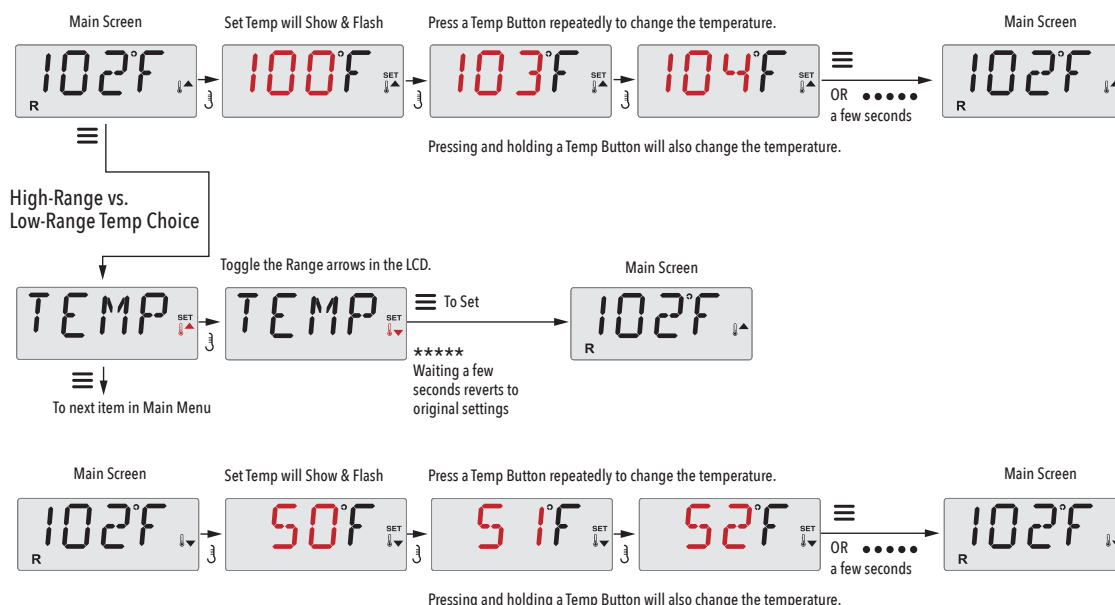 Main Screen
Set Temp will Show & Flash
Press a Temp Button repeatedly to change the temperature.
Main Screen
102°F
R
100°F
SET
103°F
SET
104°F
SET
OR
a few seconds
102°F
R
Pressing and holding a Temp Button will also change the temperature.
High-Range vs.
Low-Range Temp Choice
Toggle the Range arrows in the LCD.
Main Screen
TEMP
SET
TEMP
SET
To Set
*****
Waiting a few
seconds reverts to
original settings
102°F
R
To next item in Main Menu
Main Screen
Set Temp will Show & Flash
Press a Temp Button repeatedly to change the temperature.
Main Screen
102°F
R
50°F
SET
51°F
SET
52°F
SET
OR
a few seconds
102°F
R
Pressing and holding a Temp Button will also change the temperature.